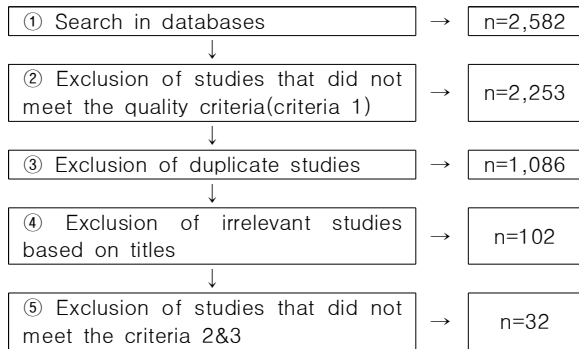 ① Search in databases → n=2,582
↓
② Exclusion of studies that did not
meet the quality criteria(criteria 1) → n=2,253
↓
③ Exclusion of duplicate studies → n=1,086
↓
④ Exclusion of irrelevant studies
based on titles → n=102
↓
⑤ Exclusion of studies that did not
meet the criteria 2&3 → n=32